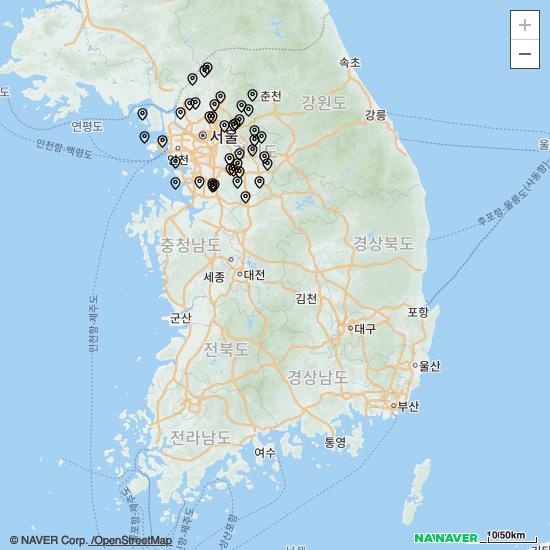 +
−
속초
춘천
강원도
강릉
연평도
서울
인천항-백령도
인천
도
울
후포항-울릉도(사동항)
충청남도
경상북도
세종
대전
김천
인천항-제주도
군산
포항
대구
전라북도
울산
경상남도
부산
전라남도
통영
여수
© NAVER Corp. /OpenStreetMap
NAVER
10/50km